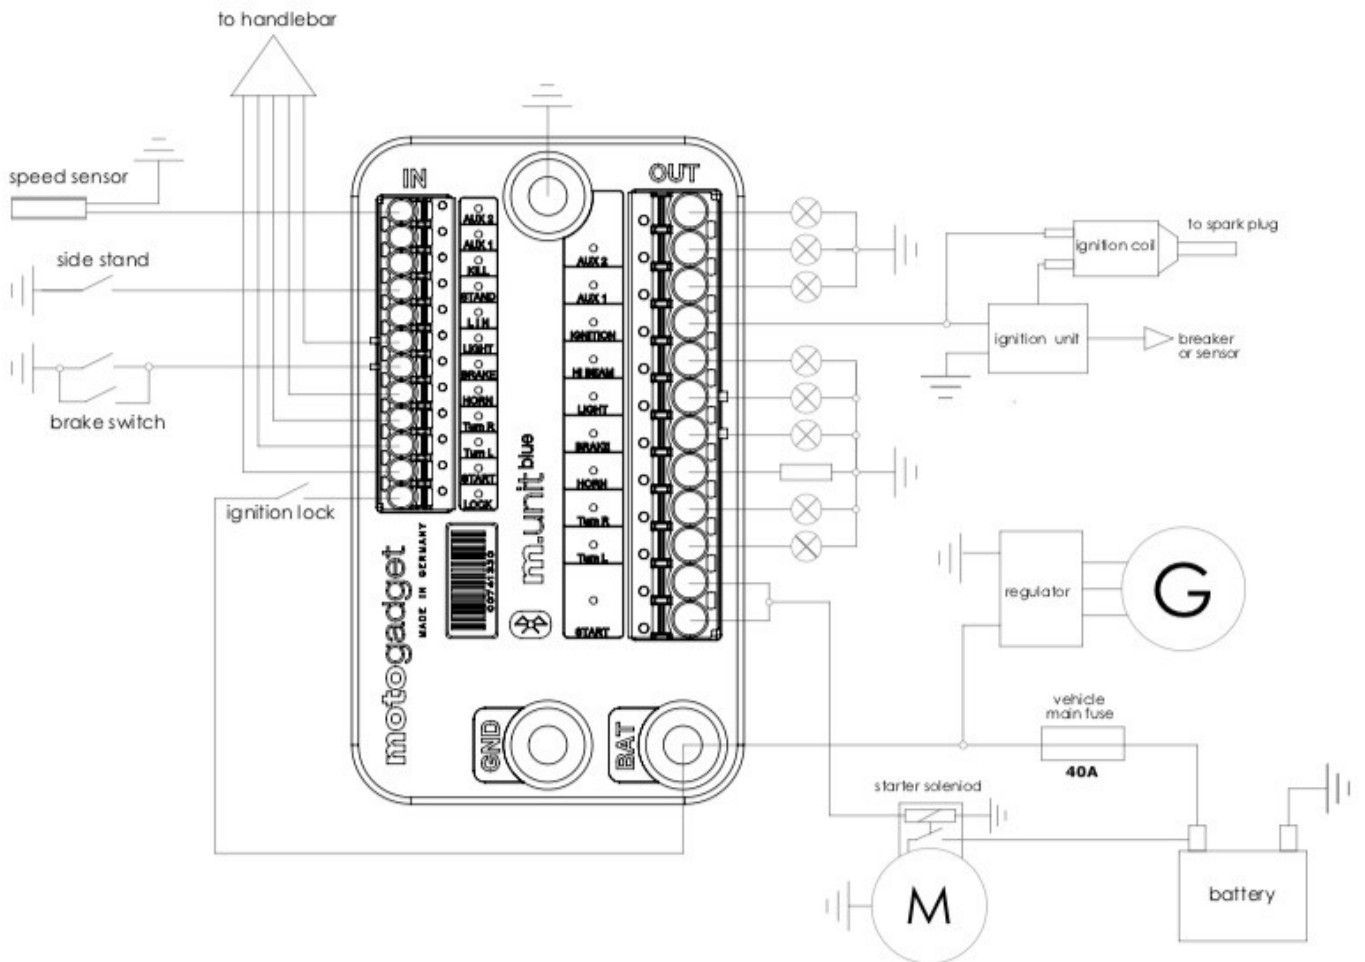 to handlebar
speed sensor
side stand
brake switch
ignition lock
IN
AUX 2
AUX 1
KILL
STAND
LIN
LIGHT
BRAKE
HORN
Turn R
Turn L
START
LOCK
OUT
AUX 2
AUX 1
IGNITION
HI BEAM
LIGHT
BRAKE
HORN
Turn R
Turn L
START
motogadget
MADE IN GERMANY
m.unit blue
GND
BAT
ignition coil
to spark plug
ignition unit
breaker
or sensor
regulator
G
vehicle
main fuse
40A
starter soleniod
M
battery